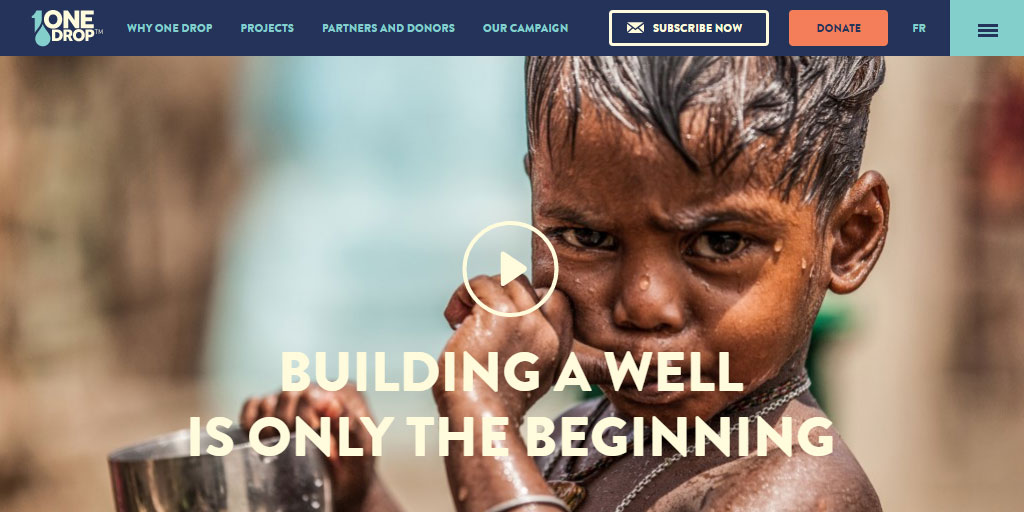 ONE
DROP™
WHY ONE DROP
PROJECTS
PARTNERS AND DONORS
OUR CAMPAIGN
SUBSCRIBE NOW
DONATE
FR
BUILDING A WELL
IS ONLY THE BEGINNING